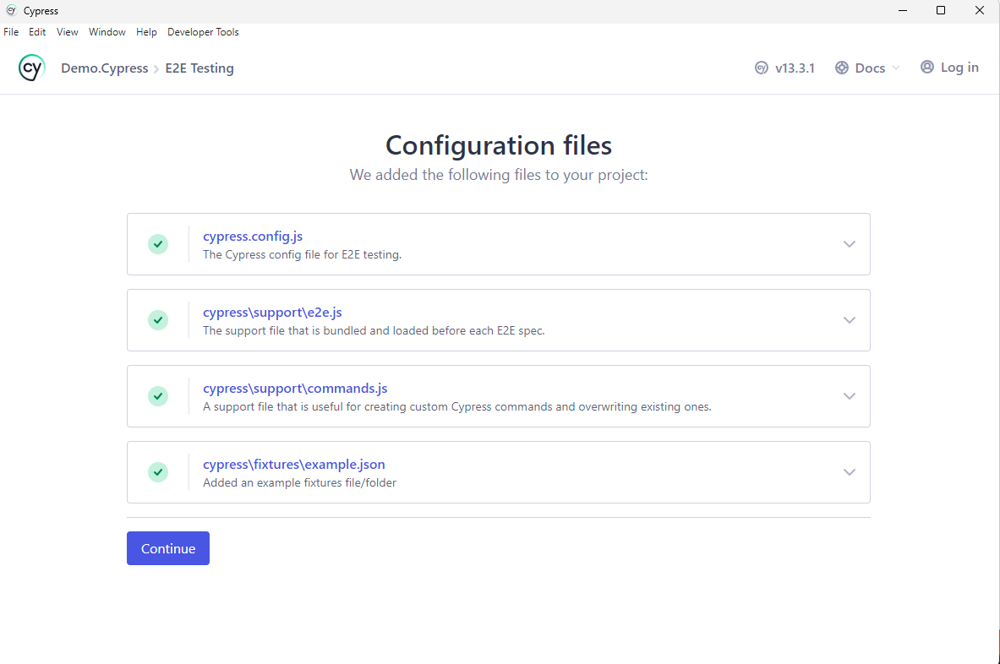 Cypress
File Edit View Window Help Developer Tools
cy Demo.Cypress E2E Testing v13.3.1 Docs Log in
Configuration files
We added the following files to your project:
cypress.config.js
The Cypress config file for E2E testing.
cypress\support\e2e.js
The support file that is bundled and loaded before each E2E spec.
cypress\support\commands.js
A support file that is useful for creating custom Cypress commands and overwriting existing ones.
cypress\fixtures\example.json
Added an example fixtures file/folder
Continue